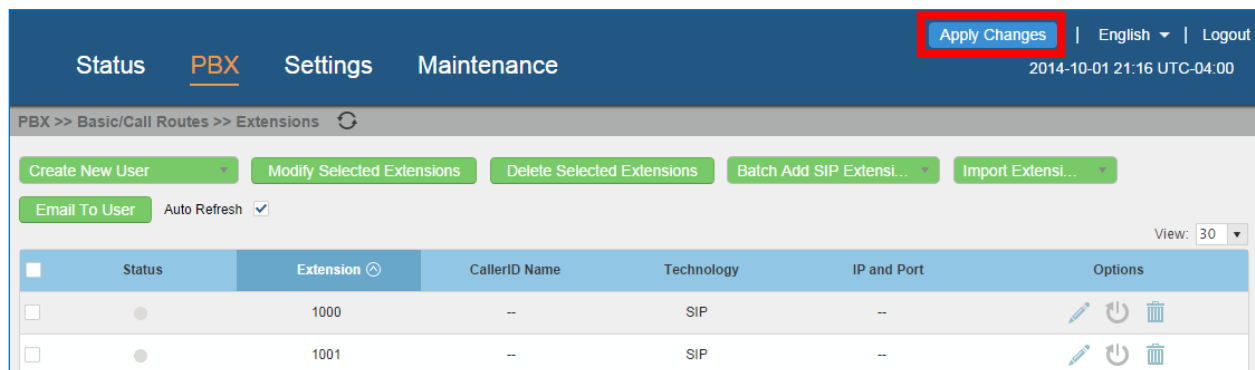 Apply Changes | English | Logout
Status PBX Settings Maintenance
2014-10-01 21:16 UTC-04:00
PBX >> Basic/Call Routes >> Extensions
Create New User Modify Selected Extensions Delete Selected Extensions Batch Add SIP Extensi... Import Extensi...
Email To User Auto Refresh
View: 30
Status Extension CallerID Name Technology IP and Port Options
1000 -- SIP --
1001 -- SIP --